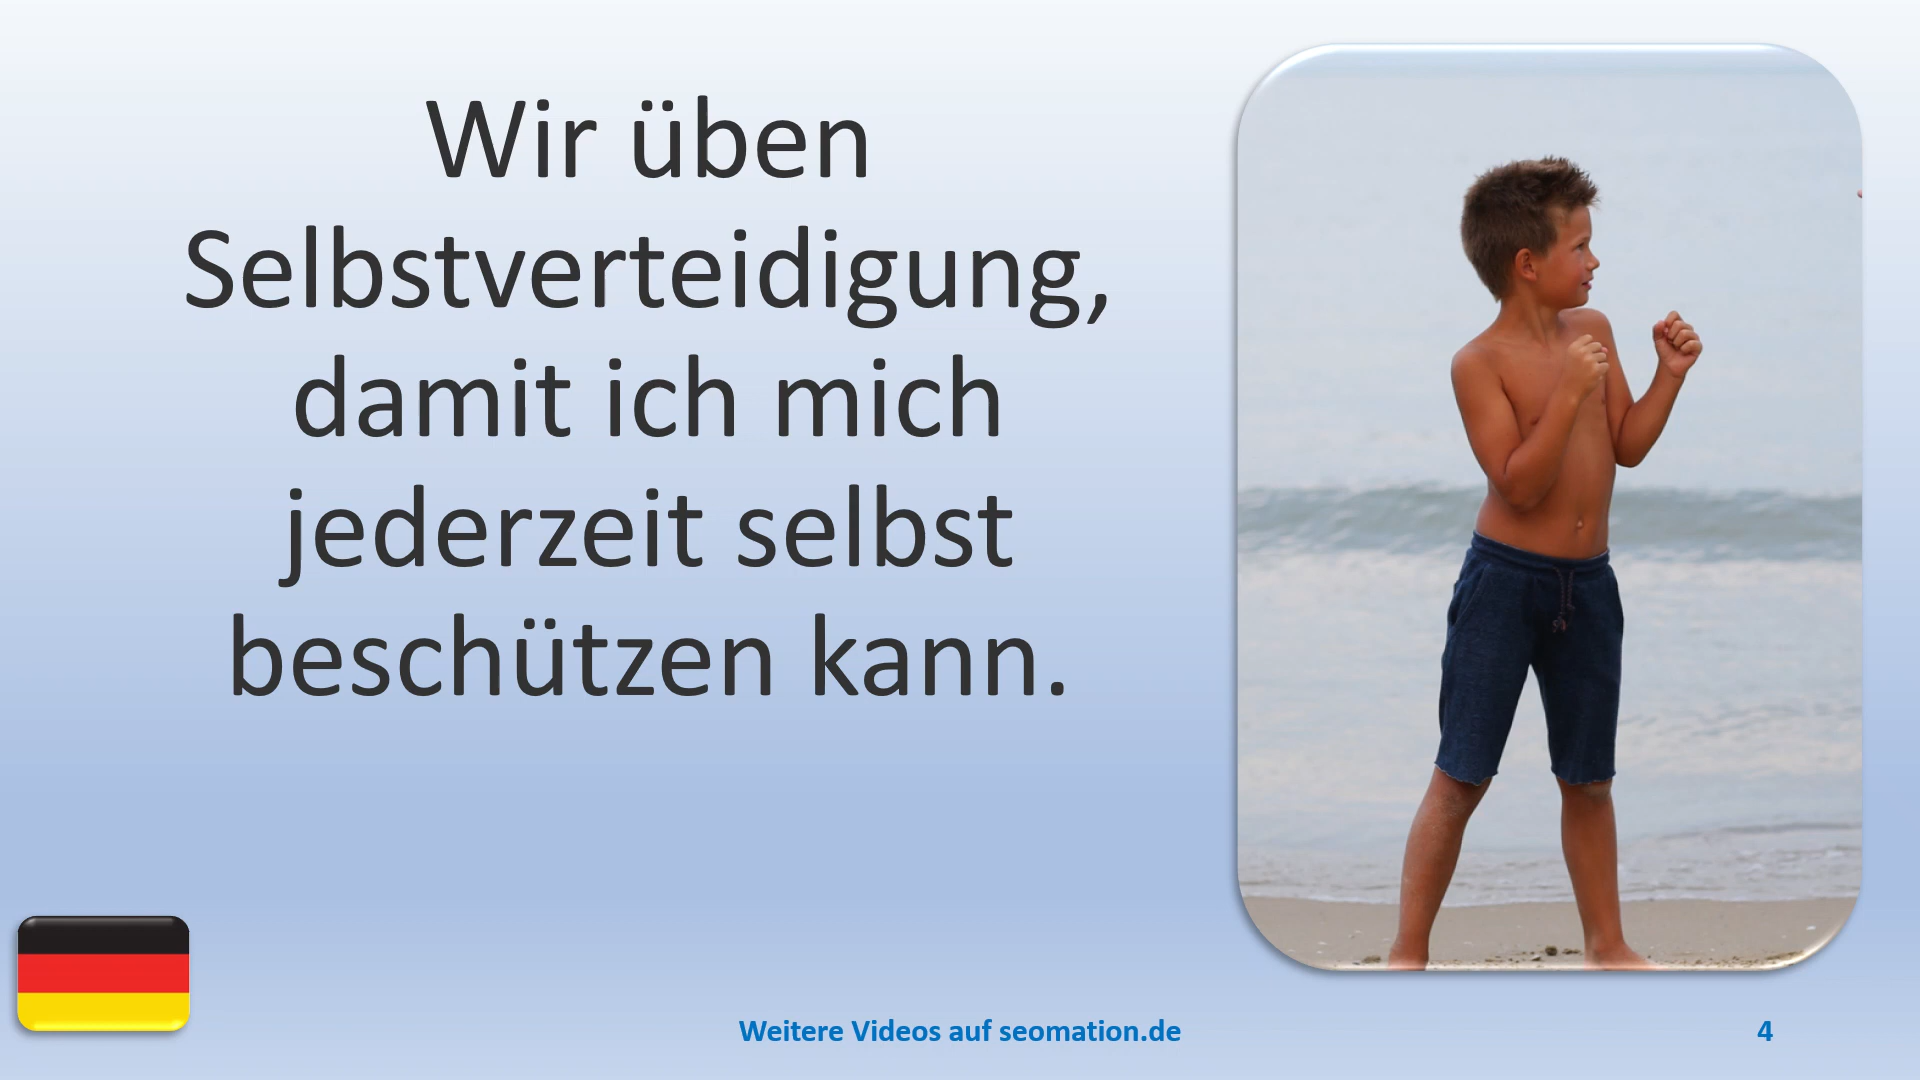 Wir üben
Selbstverteidigung,
damit ich mich
jederzeit selbst
beschützen kann.
Weitere Videos auf seomation.de
4